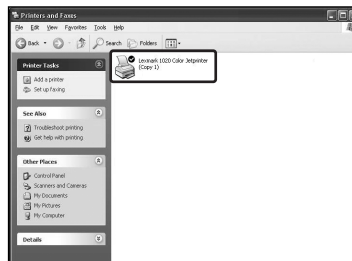 Printers and Faxes
File Edit View Favorites Tools Help
Back Search Folders
Printer Tasks
Add a printer
Set up faxing
See Also
Troubleshoot printing
Get help with printing
Other Places
Control Panel
Scanners and Cameras
My Documents
My Pictures
My Computer
Details
Lexmark 1020 Color Jetprinter
(Copy 1)